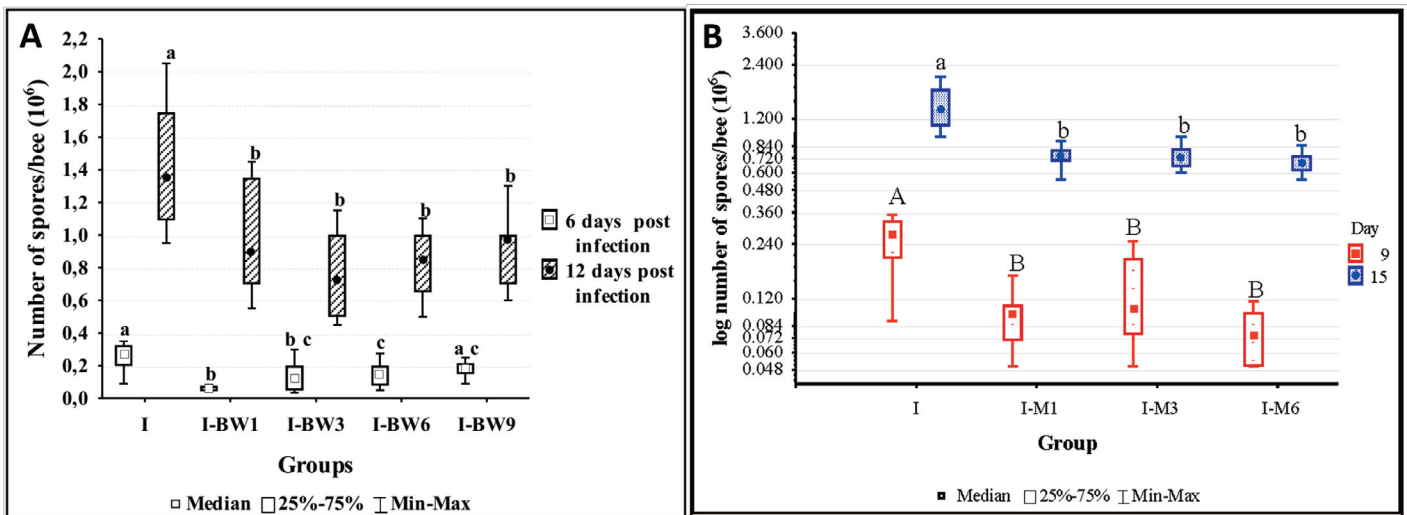 A
Number of spores/bee (10⁶)
2,2
2,0
1,8
1,6
1,4
1,2
1,0
0,8
0,6
0,4
0,2
0,0
a
b
b
b
b
a
b
b c
c
a c
I I-BW1 I-BW3 I-BW6 I-BW9
Groups
6 days post
infection
12 days post
infection
Median 25%-75% Min-Max
B
log number of spores/bee (10⁶)
3.600
2.400
1.200
0.840
0.720
0.600
0.480
0.360
0.240
0.120
0.084
0.072
0.060
0.048
a
b
b
b
A
B
B
B
I I-M1 I-M3 I-M6
Group
Day
9
15
Median 25%-75% Min-Max